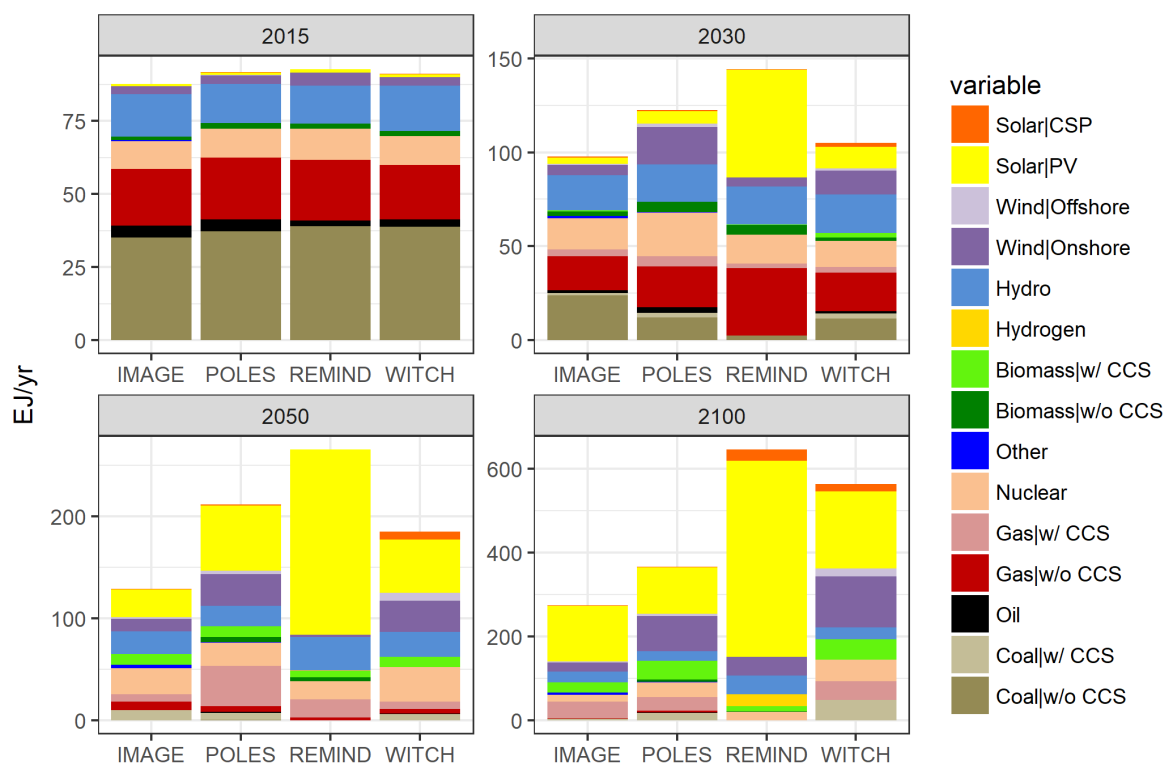 2015
2030
75
50
25
0
150
100
50
0
IMAGE POLES REMIND WITCH
IMAGE POLES REMIND WITCH
EJ/yr
2050
2100
200
100
0
600
400
200
0
IMAGE POLES REMIND WITCH
IMAGE POLES REMIND WITCH
variable
Solar|CSP
Solar|PV
Wind|Offshore
Wind|Onshore
Hydro
Hydrogen
Biomass|w/ CCS
Biomass|w/o CCS
Other
Nuclear
Gas|w/ CCS
Gas|w/o CCS
Oil
Coal|w/ CCS
Coal|w/o CCS